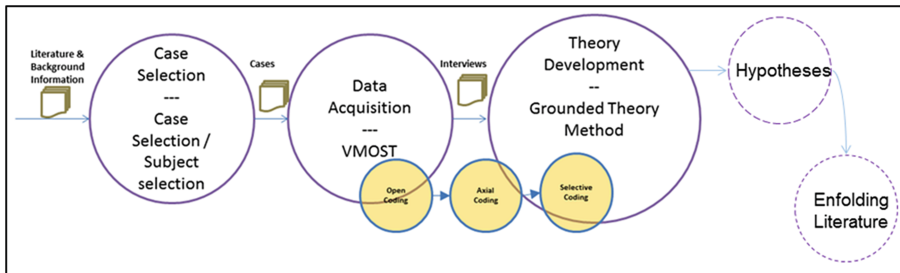 Literature &
Background
Information
Case
Selection
---
Case
Selection /
Subject
selection
Cases
Data
Acquisition
---
VMOST
Interviews
Theory
Development
--
Grounded Theory
Method
Open
Coding
Axial
Coding
Selective
Coding
Hypotheses
Enfolding
Literature